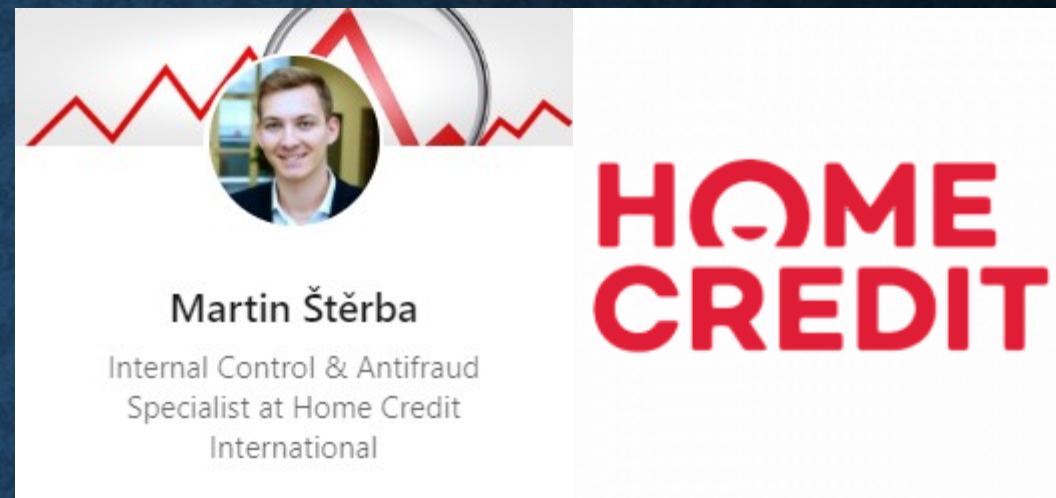 Martin Štěrba
Internal Control & Antifraud
Specialist at Home Credit
International
HOME
CREDIT